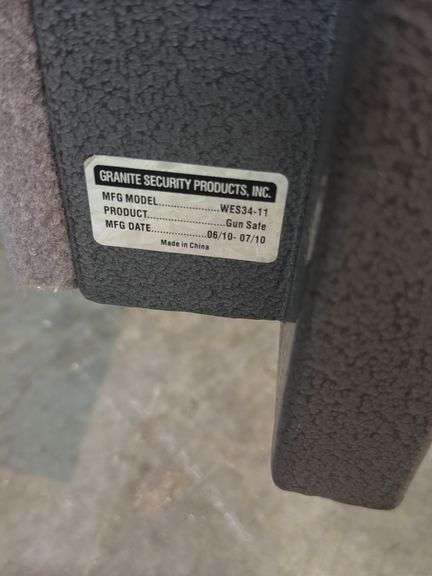 GRANITE SECURITY PRODUCTS, INC.
MFG MODEL......................WES34-11
PRODUCT............................Gun Safe
MFG DATE....................06/10- 07/10
Made in China